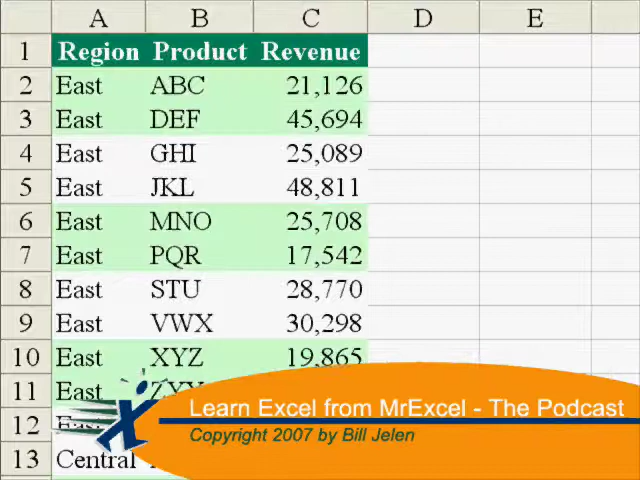 A B C D E
1 Region Product Revenue
2 East ABC 21,126
3 East DEF 45,694
4 East GHI 25,089
5 East JKL 48,811
6 East MNO 25,708
7 East PQR 17,542
8 East STU 28,770
9 East VWX 30,298
10 East XYZ 19,865
11 East
12 East
13 Central
Learn Excel from MrExcel - The Podcast
Copyright 2007 by Bill Jelen